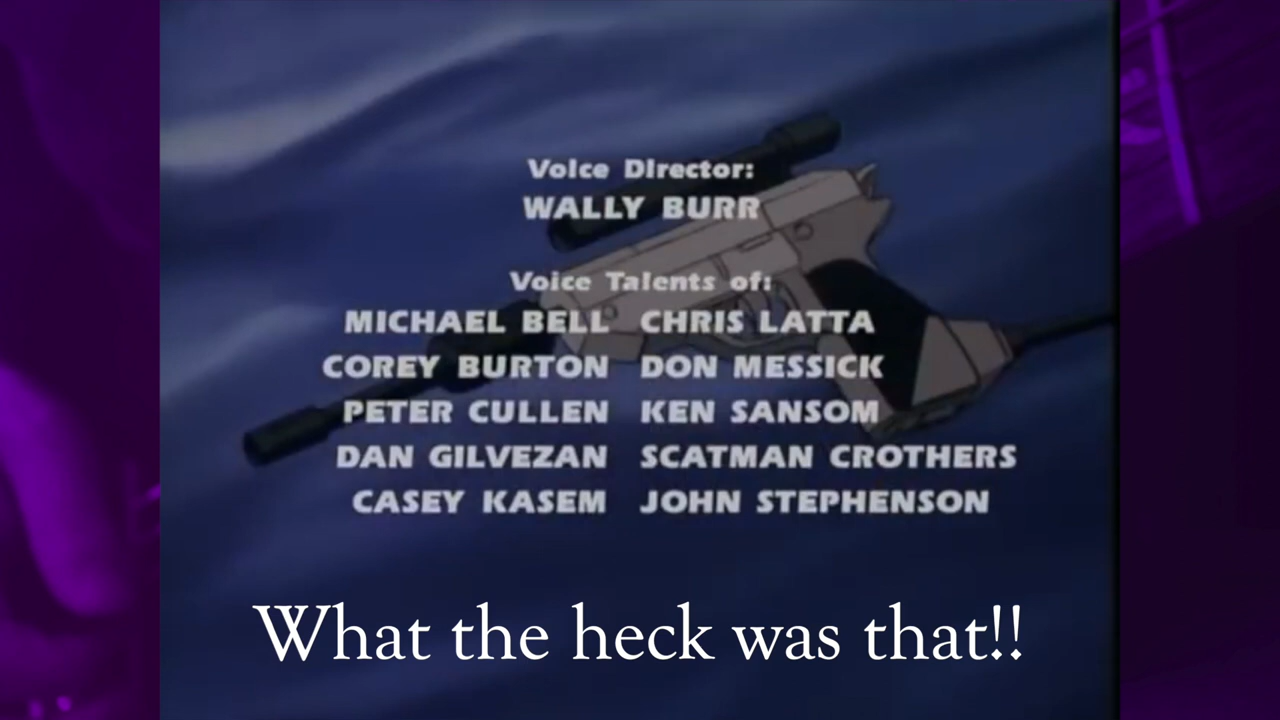 Voice Director:
WALLY BURR
Voice Talents of:
MICHAEL BELL CHRIS LATTA
COREY BURTON DON MESSICK
PETER CULLEN KEN SANSOM
DAN GILVEZAN SCATMAN CROTHERS
CASEY KASEM JOHN STEPHENSON
What the heck was that!!